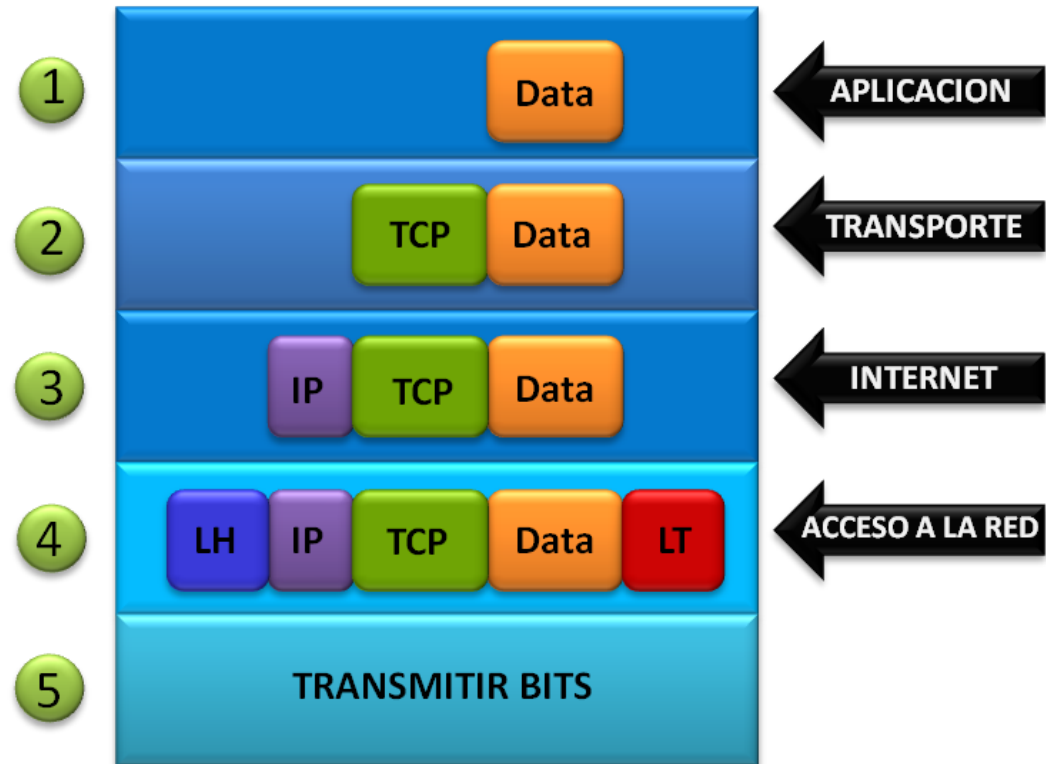 1
Data
APLICACION
2
TCP Data
TRANSPORTE
3
IP TCP Data
INTERNET
4
LH IP TCP Data LT
ACCESO A LA RED
5
TRANSMITIR BITS